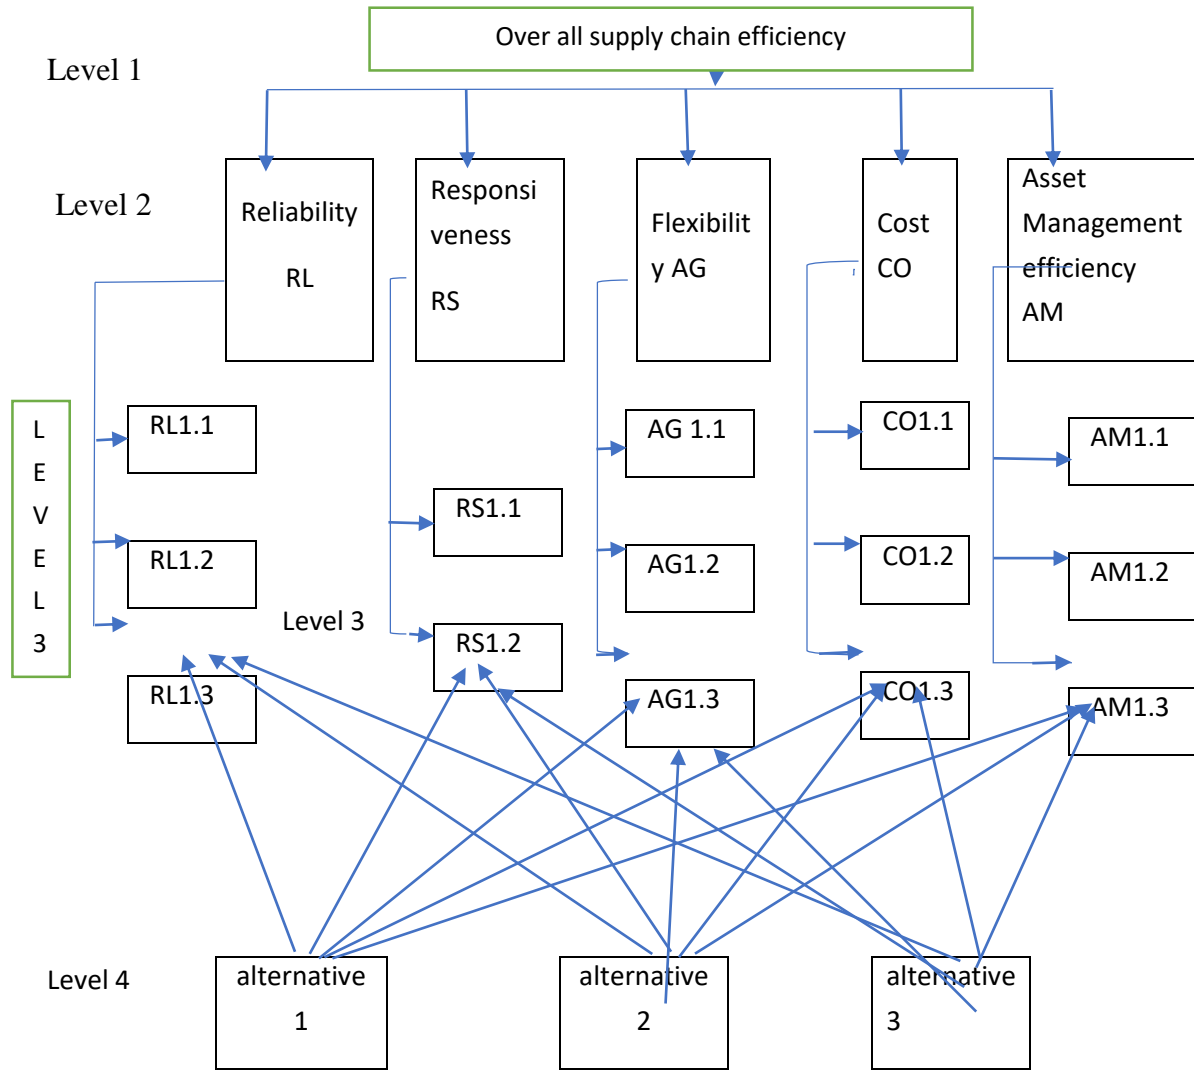 Over all supply chain efficiency
Level 1
Level 2
Reliability
RL
Responsi
veness
RS
Flexibilit
y AG
Cost
CO
Asset
Management
efficiency
AM
L
E
V
E
L
3
RL1.1
RL1.2
RL1.3
Level 3
RS1.1
RS1.2
AG 1.1
AG1.2
AG1.3
CO1.1
CO1.2
CO1.3
AM1.1
AM1.2
AM1.3
Level 4
alternative
1
alternative
2
alternative
3